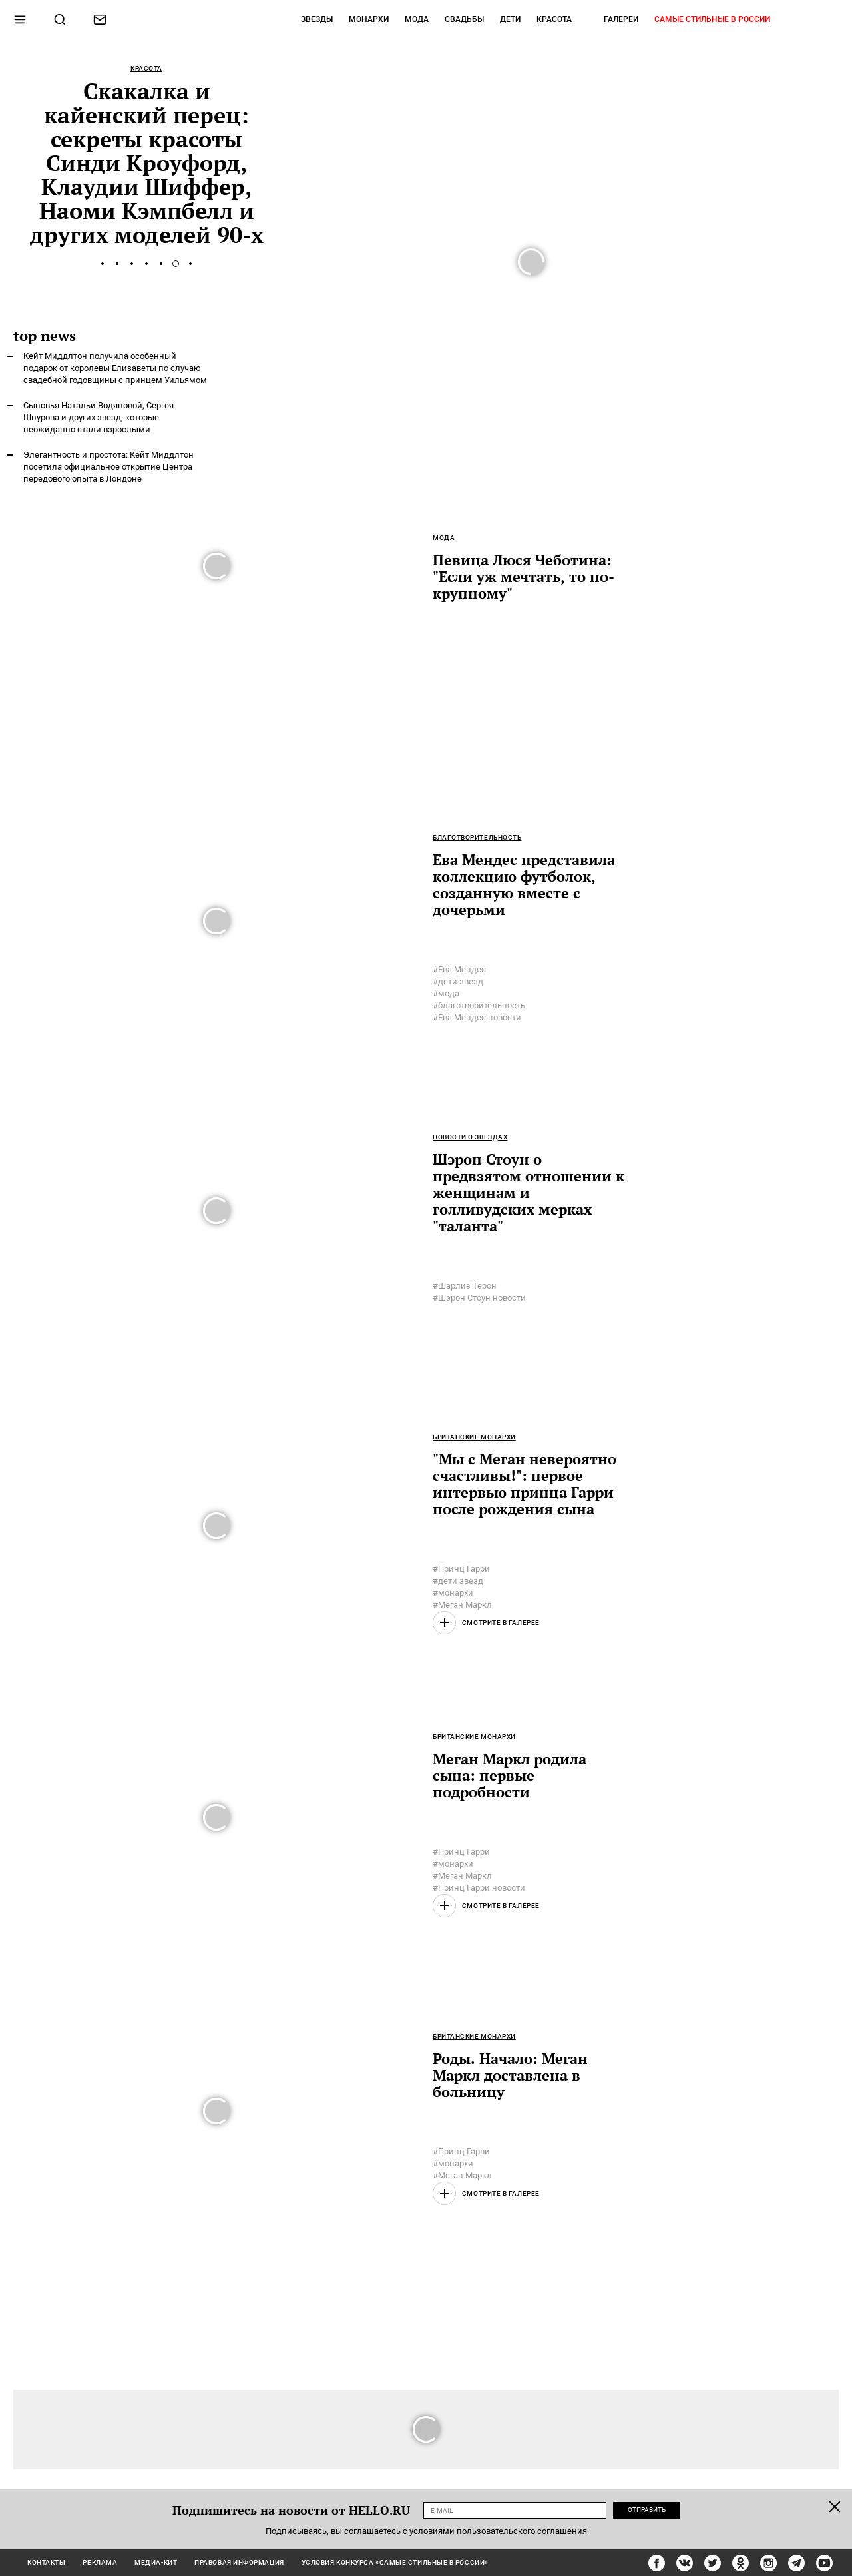 ЗВЕЗДЫ МОНАРХИ МОДА СВАДЬБЫ ДЕТИ КРАСОТА ГАЛЕРЕИ САМЫЕ СТИЛЬНЫЕ В РОССИИ
КРАСОТА
Скакалка и
кайенский перец:
секреты красоты
Синди Кроуфорд,
Клаудии Шиффер,
Наоми Кэмпбелл и
других моделей 90-х
top news
Кейт Миддлтон получила особенный
подарок от королевы Елизаветы по случаю
свадебной годовщины с принцем Уильямом
Сыновья Натальи Водяновой, Сергея
Шнурова и других звезд, которые
неожиданно стали взрослыми
Элегантность и простота: Кейт Миддлтон
посетила официальное открытие Центра
передового опыта в Лондоне
МОДА
Певица Люся Чеботина:
"Если уж мечтать, то по-
крупному"
БЛАГОТВОРИТЕЛЬНОСТЬ
Ева Мендес представила
коллекцию футболок,
созданную вместе с
дочерьми
#Ева Мендес
#дети звезд
#мода
#благотворительность
#Ева Мендес новости
НОВОСТИ О ЗВЕЗДАХ
Шэрон Стоун о
предвзятом отношении к
женщинам и
голливудских мерках
"таланта"
#Шарлиз Терон
#Шэрон Стоун новости
БРИТАНСКИЕ МОНАРХИ
"Мы с Меган невероятно
счастливы!": первое
интервью принца Гарри
после рождения сына
#Принц Гарри
#дети звезд
#монархи
#Меган Маркл
СМОТРИТЕ В ГАЛЕРЕЕ
БРИТАНСКИЕ МОНАРХИ
Меган Маркл родила
сына: первые
подробности
#Принц Гарри
#монархи
#Меган Маркл
#Принц Гарри новости
СМОТРИТЕ В ГАЛЕРЕЕ
БРИТАНСКИЕ МОНАРХИ
Роды. Начало: Меган
Маркл доставлена в
больницу
#Принц Гарри
#монархи
#Меган Маркл
СМОТРИТЕ В ГАЛЕРЕЕ
Подпишитесь на новости от HELLO.RU E-MAIL ОТПРАВИТЬ
Подписываясь, вы соглашаетесь с условиями пользовательского соглашения
КОНТАКТЫ РЕКЛАМА МЕДИА-КИТ ПРАВОВАЯ ИНФОРМАЦИЯ УСЛОВИЯ КОНКУРСА «САМЫЕ СТИЛЬНЫЕ В РОССИИ»